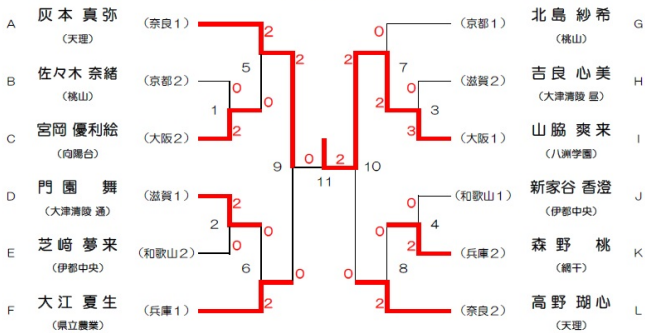 A 灰本 真弥 (奈良1)
(天理)
B 佐々木 奈緒 (京都2)
(桃山)
C 宮岡 優利絵 (大阪2)
(向陽台)
D 門園 舞 (滋賀1)
(大津清陵 通)
E 芝﨑 夢来 (和歌山2)
(伊都中央)
F 大江 夏生 (兵庫1)
(県立農業)
2 5 0 1 0 2
2 2 0 0 6 0 2
2 9 0 0 11 2 10 2 0
0 7 2 0 3 3
0 8 2 0 4 2
(京都1) 北島 紗希 G
(桃山)
(滋賀2) 吉良 心美 H
(大津清陵 昼)
(大阪1) 山脇 爽来 I
(八洲学園)
(和歌山1) 新家谷 香澄 J
(伊都中央)
(兵庫2) 森野 桃 K
(網干)
(奈良2) 高野 瑚心 L
(天理)